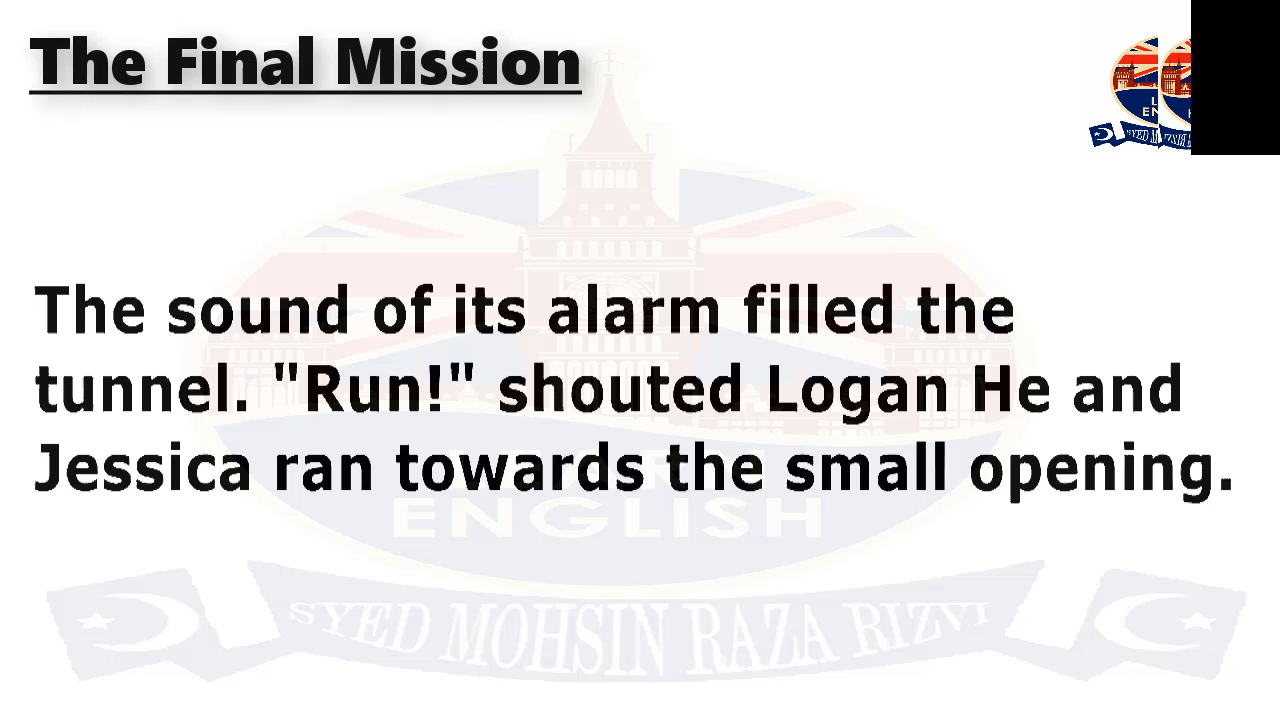 The Final Mission
The sound of its alarm filled the
tunnel. "Run!" shouted Logan He and
Jessica ran towards the small opening.
ENGLISH
SYED MOHSIN RAZA RIZVI